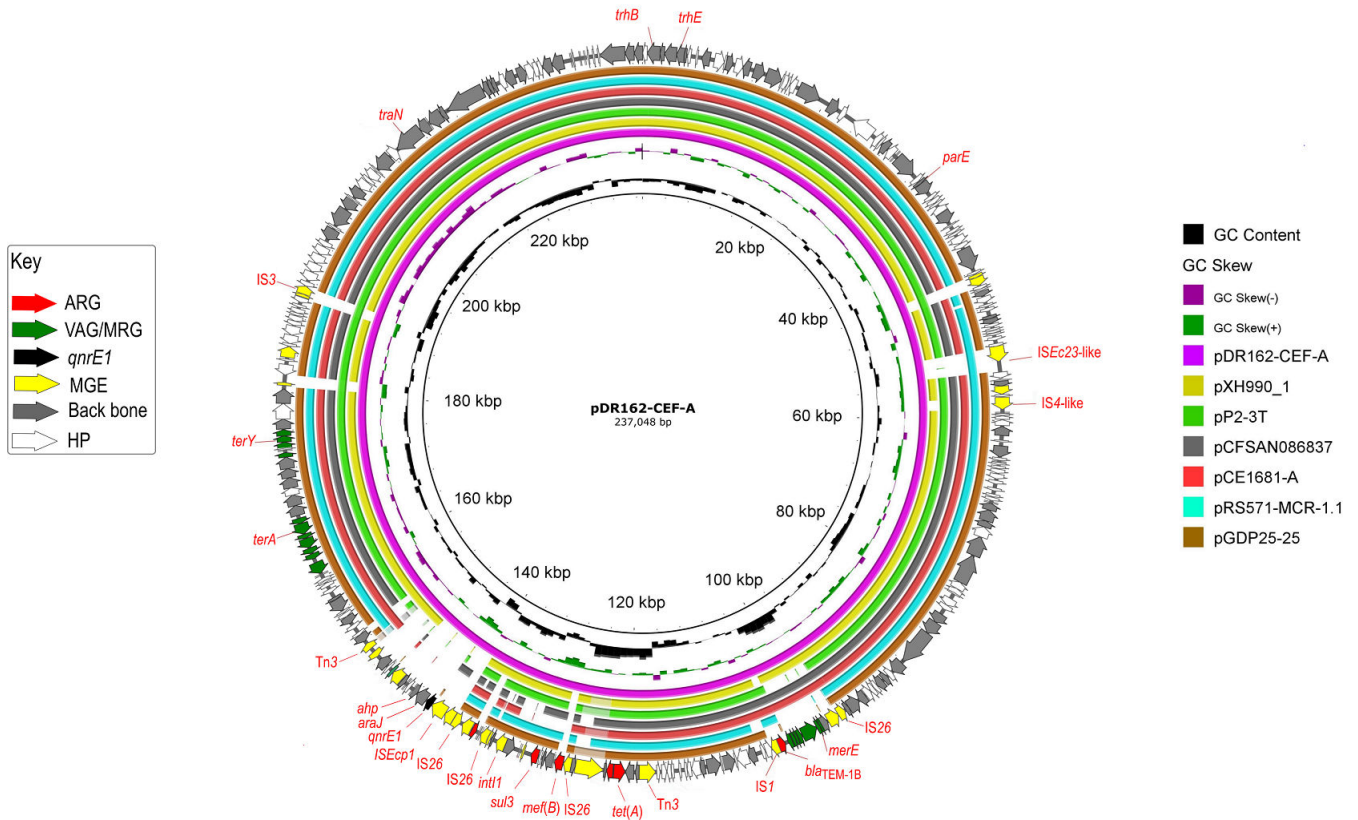 trhB
trhE
traN
parE
IS3
ISEc23-like
IS4-like
terY
terA
Tn3
ahp
araJ
qnrE1
ISEcp1
IS26
IS26
intI1
sul3
mef(B)
IS26
tet(A)
Tn3
IS1
blaTEM-1B
merE
IS26
220 kbp
20
200 kbp
40 kbp
180 kbp
60 kbp
160 kbp
80 kbp
140 kbp
100 kbp
120 kbp
pDR162-CEF-A
237,048 bp
Key
ARG
VAG/MRG
qnrE1
MGE
Back bone
HP
GC Content
GC Skew
GC Skew(-)
GC Skew(+)
pDR162-CEF-A
pXH990_1
pP2-3T
pCFSAN086837
pCE1681-A
pRS571-MCR-1.1
pGDP25-25